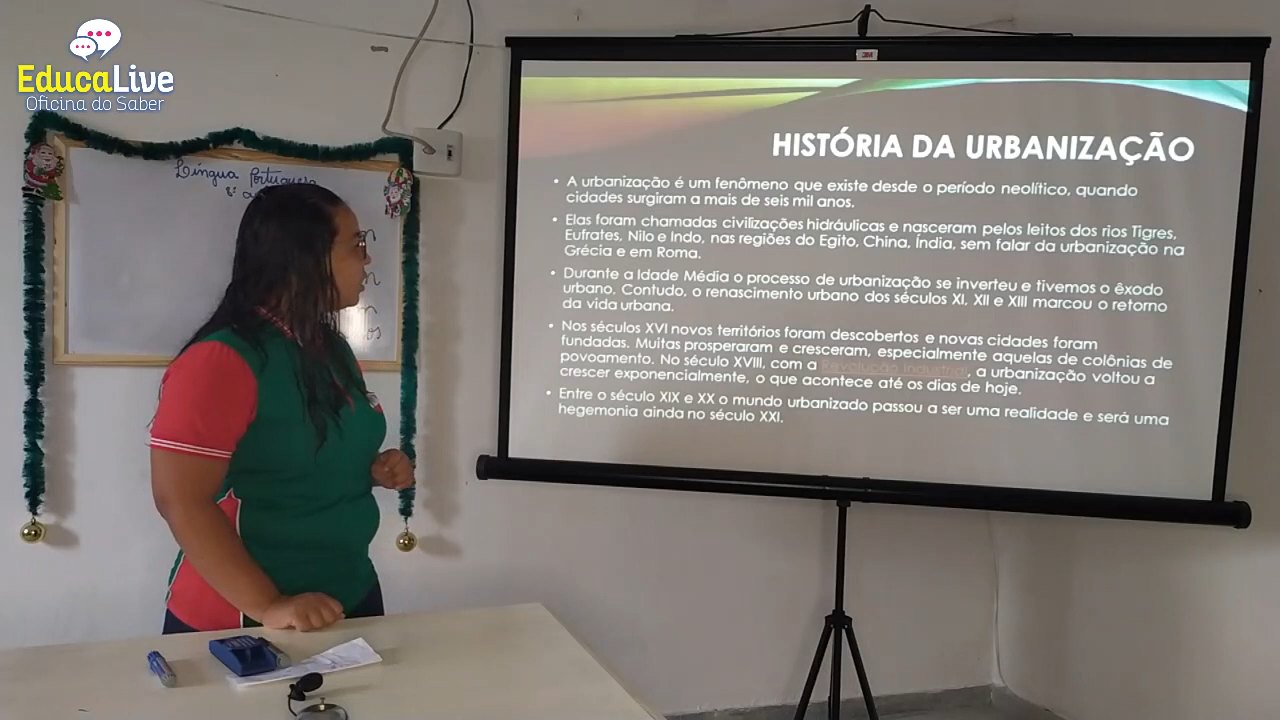 EducaLive
Oficina do Saber
Língua Portuguesa
3M
HISTÓRIA DA URBANIZAÇÃO
• A urbanização é um fenômeno que existe desde o período neolítico, quando
cidades surgiram a mais de seis mil anos.
• Elas foram chamadas civilizações hidráulicas e nasceram pelos leitos dos rios Tigres,
Eufrates, Nilo e Indo, nas regiões do Egito, China, Índia, sem falar da urbanização na
Grécia e em Roma.
• Durante a Idade Média o processo de urbanização se inverteu e tivemos o êxodo
urbano. Contudo, o renascimento urbano dos séculos XI, XII e XIII marcou o retorno
da vida urbana.
• Nos séculos XVI novos territórios foram descobertos e novas cidades foram
fundadas. Muitas prosperaram e cresceram, especialmente aquelas de colônias de
povoamento. No século XVIII, com a Revolução Industrial, a urbanização voltou a
crescer exponencialmente, o que acontece até os dias de hoje.
• Entre o século XIX e XX o mundo urbanizado passou a ser uma realidade e será uma
hegemonia ainda no século XXI.